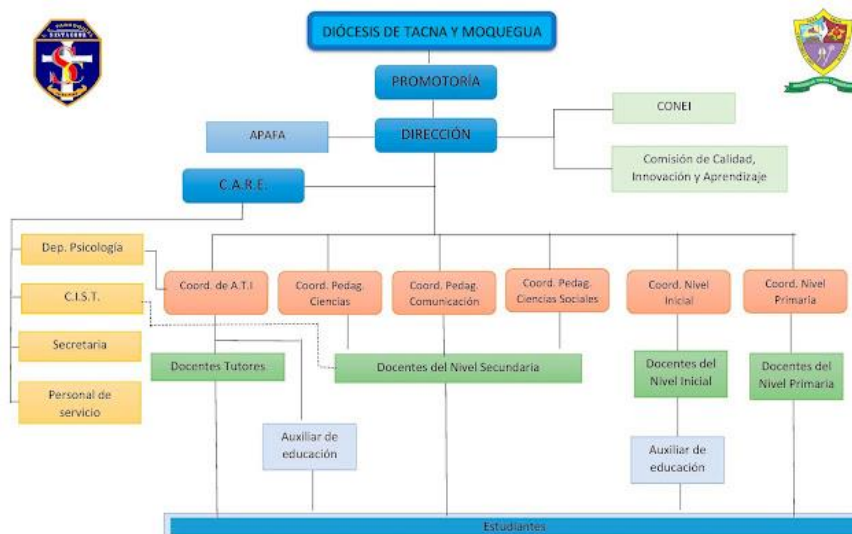 SANTA CRUZ
DIÓCESIS DE TACNA Y MOQUEGUA
PROMOTORÍA
DIRECCIÓN
APAFA
CONEI
Comisión de Calidad,
Innovación y Aprendizaje
C.A.R.E.
Dep. Psicología
C.I.S.T.
Secretaria
Personal de
servicio
Coord. de A.T.I
Coord. Pedag.
Ciencias
Coord. Pedag.
Comunicación
Coord. Pedag.
Ciencias Sociales
Coord. Nivel
Inicial
Coord. Nivel
Primaria
Docentes Tutores
Docentes del Nivel Secundaria
Docentes del
Nivel Inicial
Docentes del
Nivel Primaria
Auxiliar de
educación
Auxiliar de
educación
Estudiantes